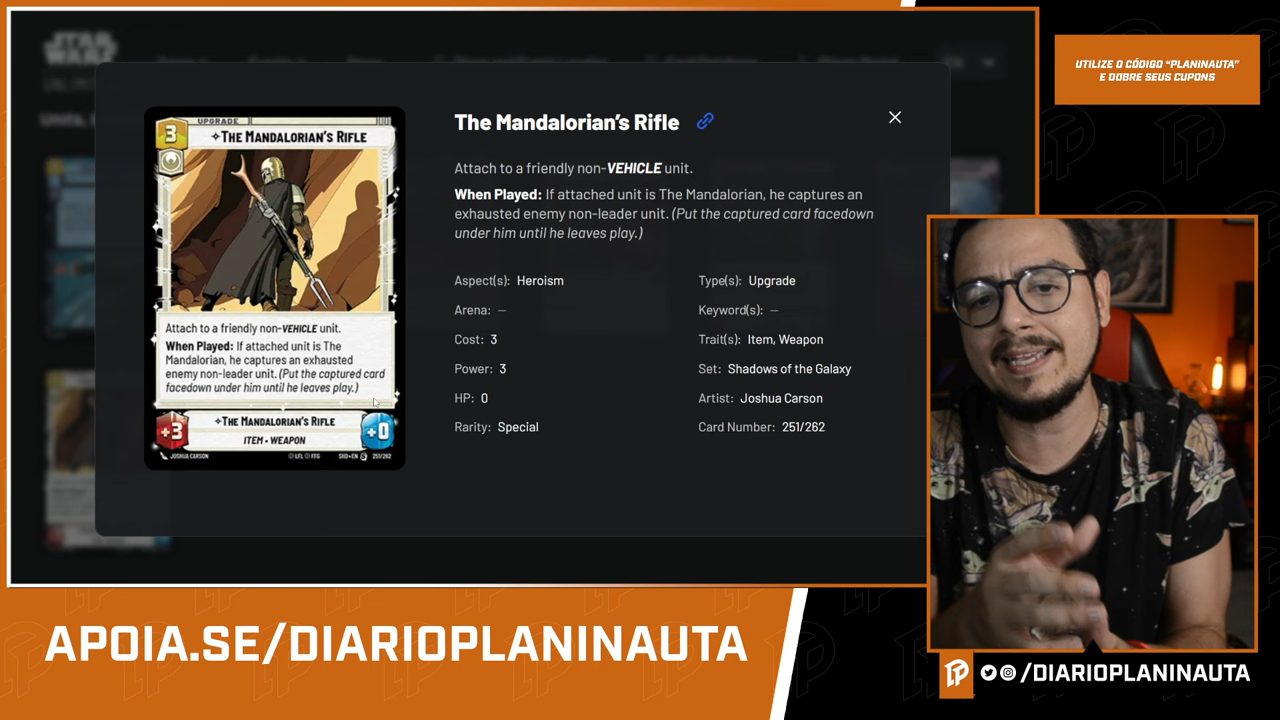 STAR
WARS
UTILIZE O CÓDIGO “PLANINAUTA”
E DOBRE SEUS CUPONS
UPGRADE
3
✧THE MANDALORIAN’S RIFLE
Attach to a friendly non-VEHICLE unit.
When Played: If attached unit is The
Mandalorian, he captures an exhausted
enemy non-leader unit. (Put the captured card
facedown under him until he leaves play.)
+3
✧THE MANDALORIAN’S RIFLE
ITEM • WEAPON
+0
JOSHUA CARSON
LFL FFG
SHD • EN
251/262
The Mandalorian’s Rifle
Attach to a friendly non-VEHICLE unit.
When Played: If attached unit is The Mandalorian, he captures an
exhausted enemy non-leader unit. (Put the captured card facedown
under him until he leaves play.)
Aspect(s): Heroism
Type(s): Upgrade
Arena: –
Keyword(s): –
Cost: 3
Trait(s): Item, Weapon
Power: 3
Set: Shadows of the Galaxy
HP: 0
Artist: Joshua Carson
Rarity: Special
Card Number: 251/262
APOIA.SE/DIARIOPLANINAUTA
/DIARIOPLANINAUTA